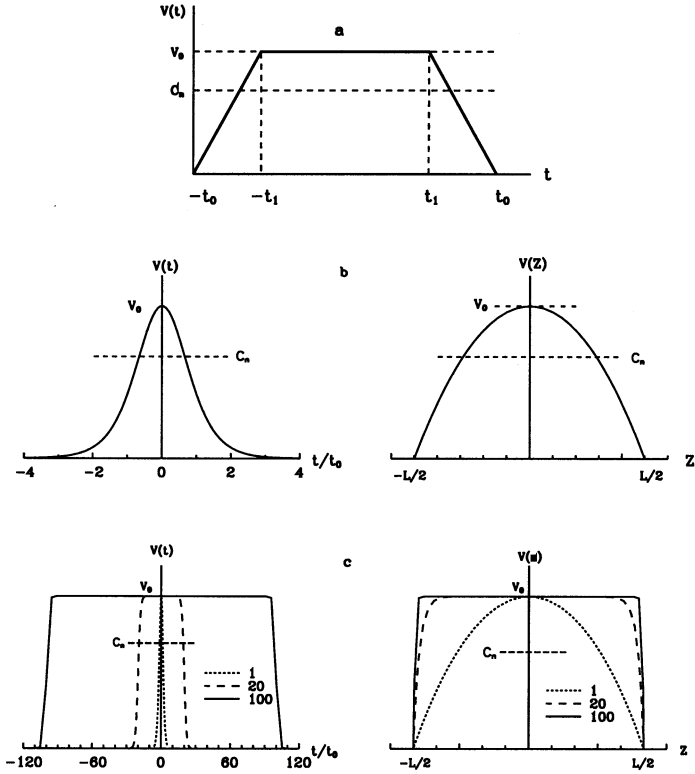 V(t)
a
V₀
dₙ
t
−t₀ −t₁ t₁ t₀
V(t) b V(Z)
V₀ V₀
Cₙ Cₙ
−4 −2 0 2 4 t/t₀
−L/2 L/2 Z
V(t) c
V₀ V₀
Cₙ Cₙ
1
20
100
1
20
100
−120 −60 0 60 120 t/t₀
−L/2 L/2 Z